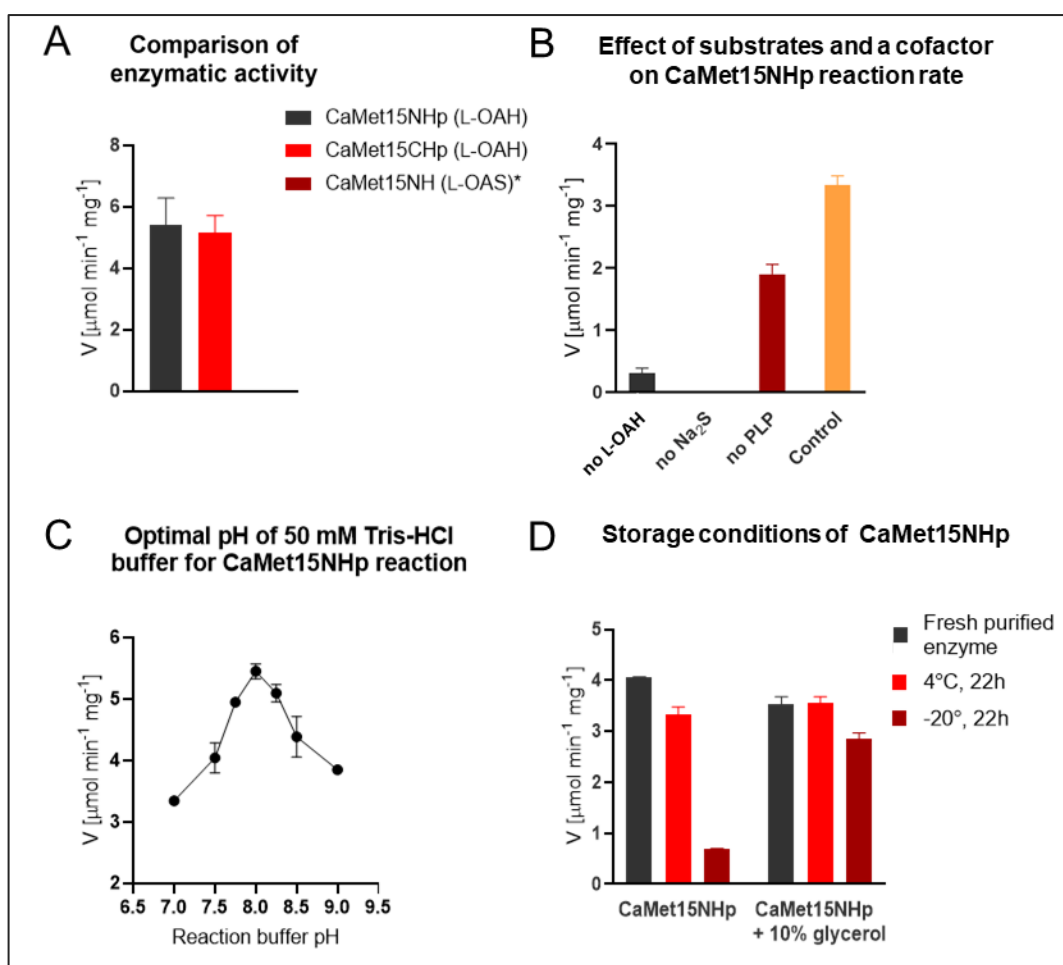 A
Comparison of
enzymatic activity
CaMet15NHp (L-OAH)
CaMet15CHp (L-OAH)
CaMet15NH (L-OAS)*
V [µmol min⁻¹ mg⁻¹]
8
6
4
2
0
B
Effect of substrates and a cofactor
on CaMet15NHp reaction rate
V [µmol min⁻¹ mg⁻¹]
4
3
2
1
0
no L-OAH
no Na₂S
no PLP
Control
C
Optimal pH of 50 mM Tris-HCl
buffer for CaMet15NHp reaction
V [µmol min⁻¹ mg⁻¹]
6
5
4
3
2
6.5 7.0 7.5 8.0 8.5 9.0 9.5
Reaction buffer pH
D
Storage conditions of CaMet15NHp
Fresh purified
enzyme
4°C, 22h
-20°, 22h
V [µmol min⁻¹ mg⁻¹]
5
4
3
2
1
0
CaMet15NHp
CaMet15NHp
+ 10% glycerol